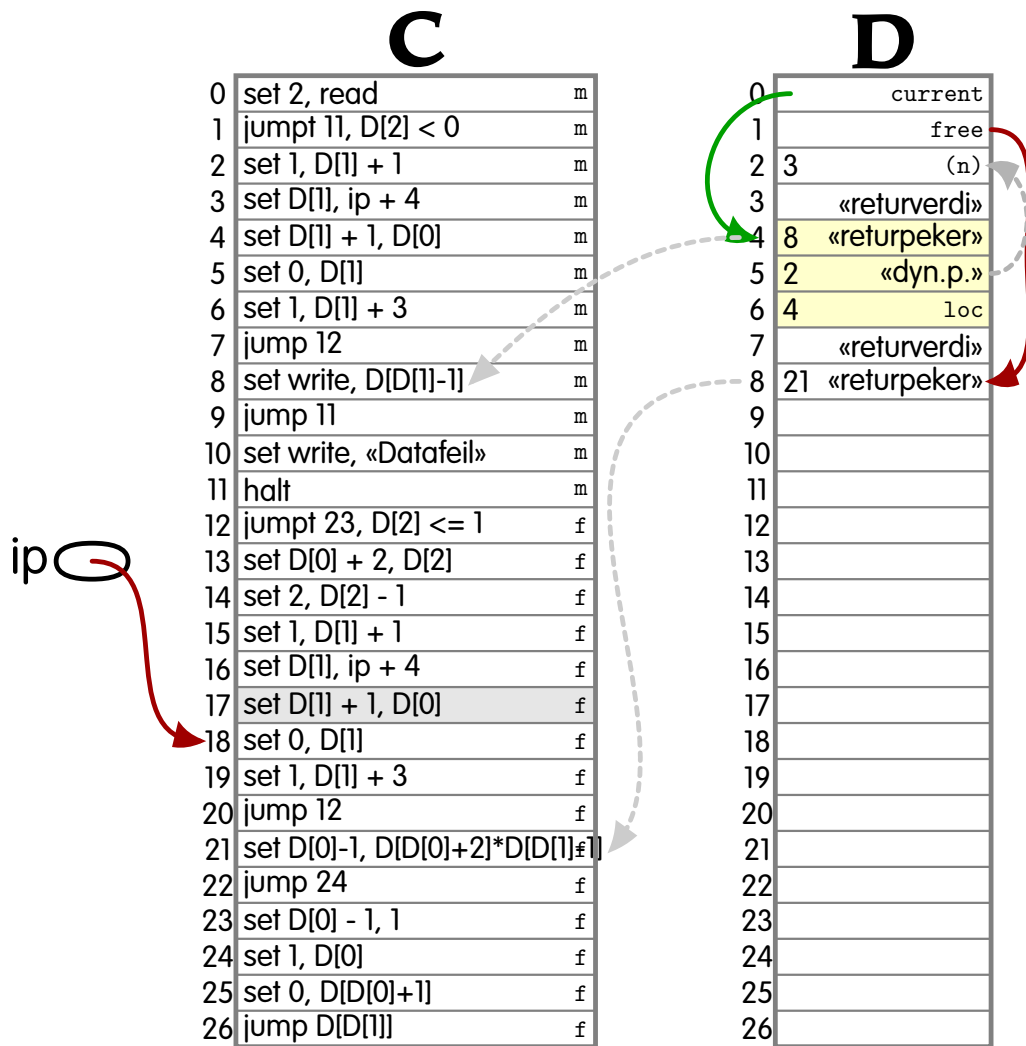 C
0 set 2, read m
1 jumpt 11, D[2] < 0 m
2 set 1, D[1] + 1 m
3 set D[1], ip + 4 m
4 set D[1] + 1, D[0] m
5 set 0, D[1] m
6 set 1, D[1] + 3 m
7 jump 12 m
8 set write, D[D[1]-1] m
9 jump 11 m
10 set write, «Datafeil» m
11 halt m
12 jumpt 23, D[2] <= 1 f
13 set D[0] + 2, D[2] f
14 set 2, D[2] - 1 f
15 set 1, D[1] + 1 f
16 set D[1], ip + 4 f
17 set D[1] + 1, D[0] f
18 set 0, D[1] f
19 set 1, D[1] + 3 f
20 jump 12 f
21 set D[0]-1, D[D[0]+2]*D[D[1]+1] f
22 jump 24 f
23 set D[0] - 1, 1 f
24 set 1, D[0] f
25 set 0, D[D[0]+1] f
26 jump D[D[1]] f
ip
D
0 current
1 free
2 3 (n)
3 «returverdi»
4 8 «returpeker»
5 2 «dyn.p.»
6 4 loc
7 «returverdi»
8 21 «returpeker»
9
10
11
12
13
14
15
16
17
18
19
20
21
22
23
24
25
26